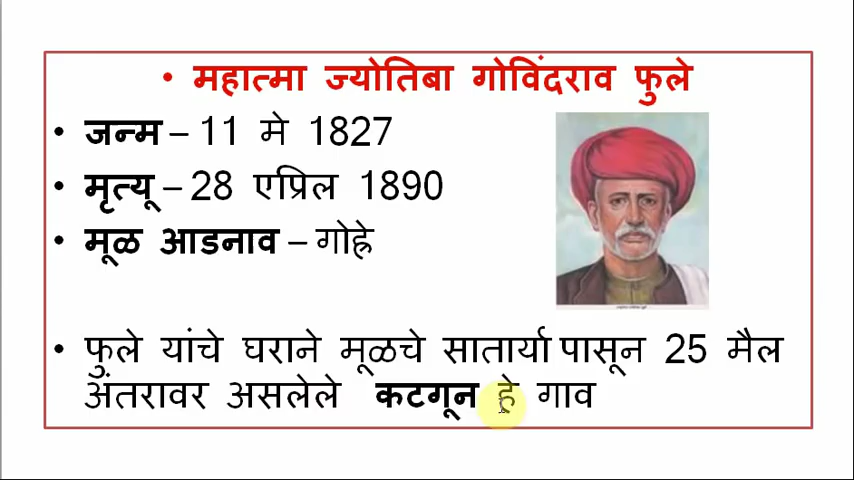 • महात्मा ज्योतिबा गोविंदराव फुले
• जन्म – 11 मे 1827
• मृत्यू – 28 एप्रिल 1890
• मूळ आडनाव – गोह्रे
• फुले यांचे घराने मूळचे सातार्या पासून 25 मैल
अंतरावर असलेले कटगून हे गाव